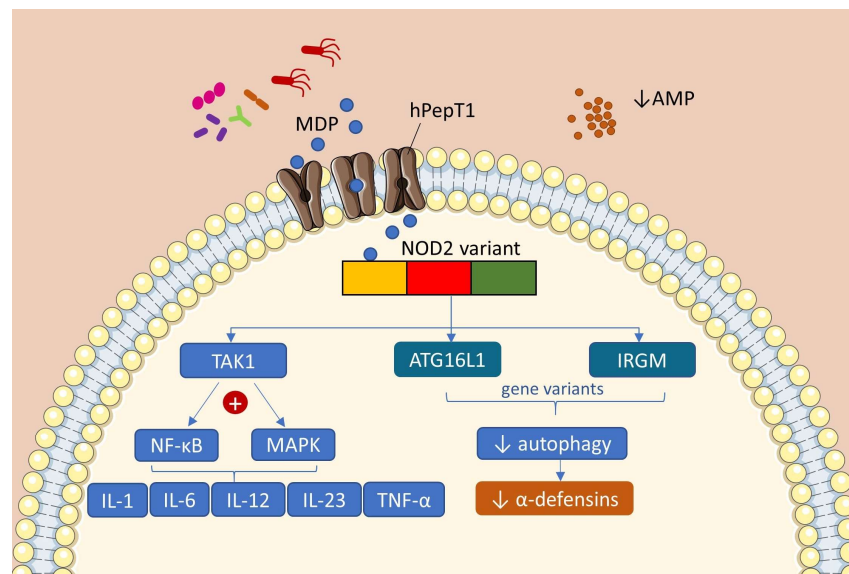 hPepT1
↓AMP
MDP
NOD2 variant
TAK1
ATG16L1
IRGM
gene variants
+
NF-κB
MAPK
↓ autophagy
IL-1
IL-6
IL-12
IL-23
TNF-α
↓ α-defensins